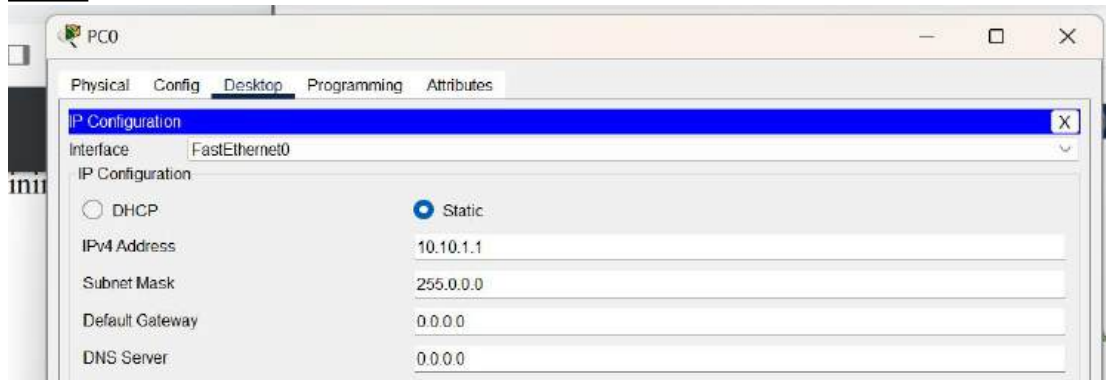 PC0
Physical Config Desktop Programming Attributes
IP Configuration X
Interface FastEthernet0
IP Configuration
DHCP Static
IPv4 Address 10.10.1.1
Subnet Mask 255.0.0.0
Default Gateway 0.0.0.0
DNS Server 0.0.0.0